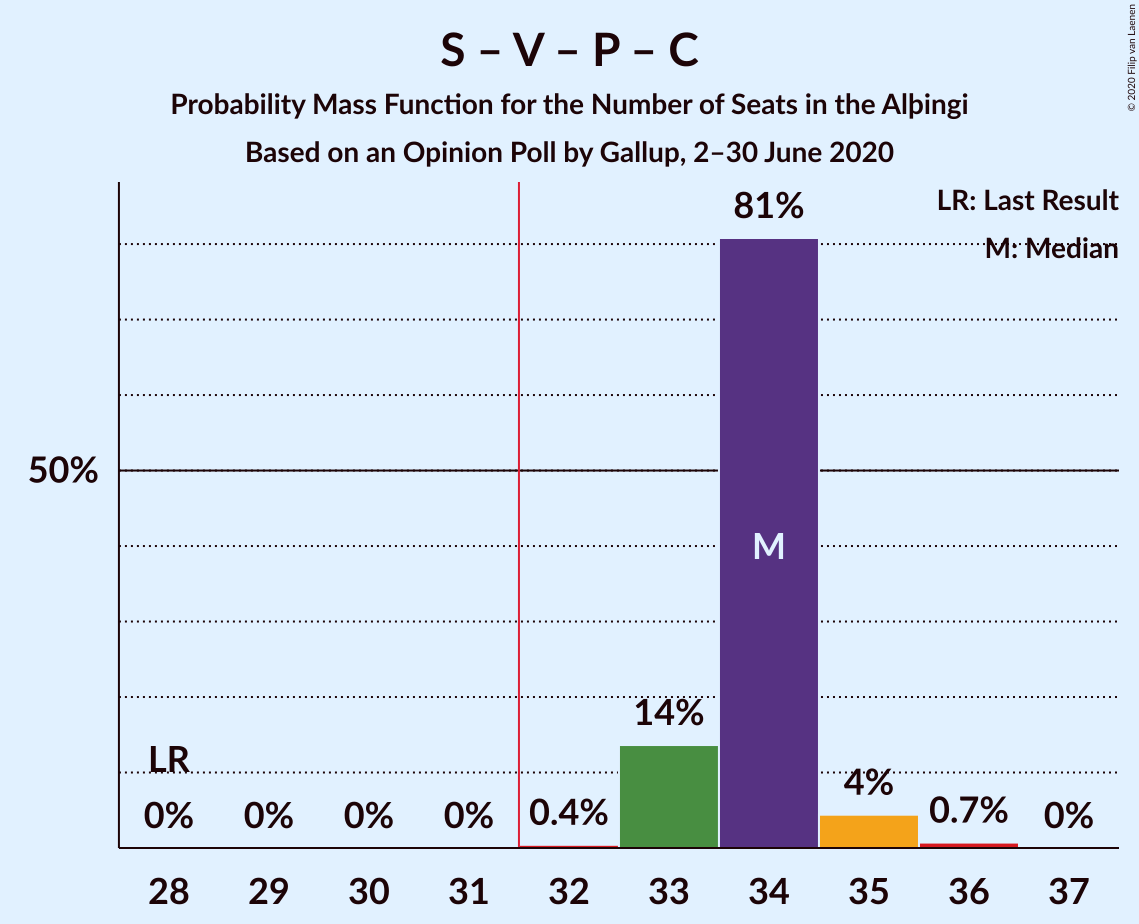 S – V – P – C
Probability Mass Function for the Number of Seats in the Alþingi
Based on an Opinion Poll by Gallup, 2–30 June 2020
© 2020 Filip van Laenen
LR: Last Result
M: Median
81%
50%
M
14%
LR
4%
0% 0% 0% 0% 0.4% 0.7% 0%
28 29 30 31 32 33 34 35 36 37